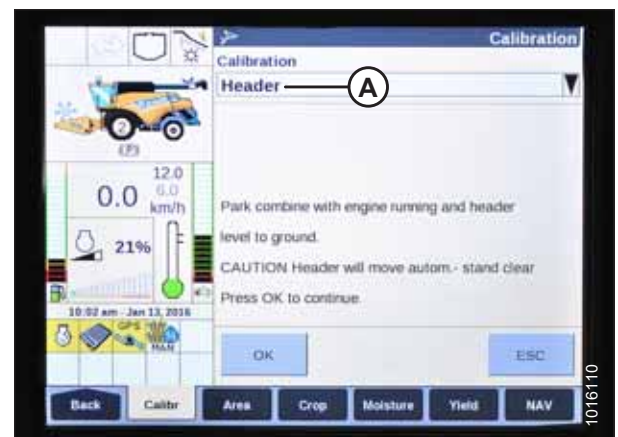 Calibration
Calibration
Header
A
2
(P)
12.0
6.0
0.0 km/h
21%
Park combine with engine running and header
level to ground.
CAUTION Header will move autom.- stand clear
Press OK to continue.
10:02 am - Jan 13, 2016
GPS
MAN
OK
ESC
Back
Calibr
Area
Crop
Moisture
Yield
NAV
1016110